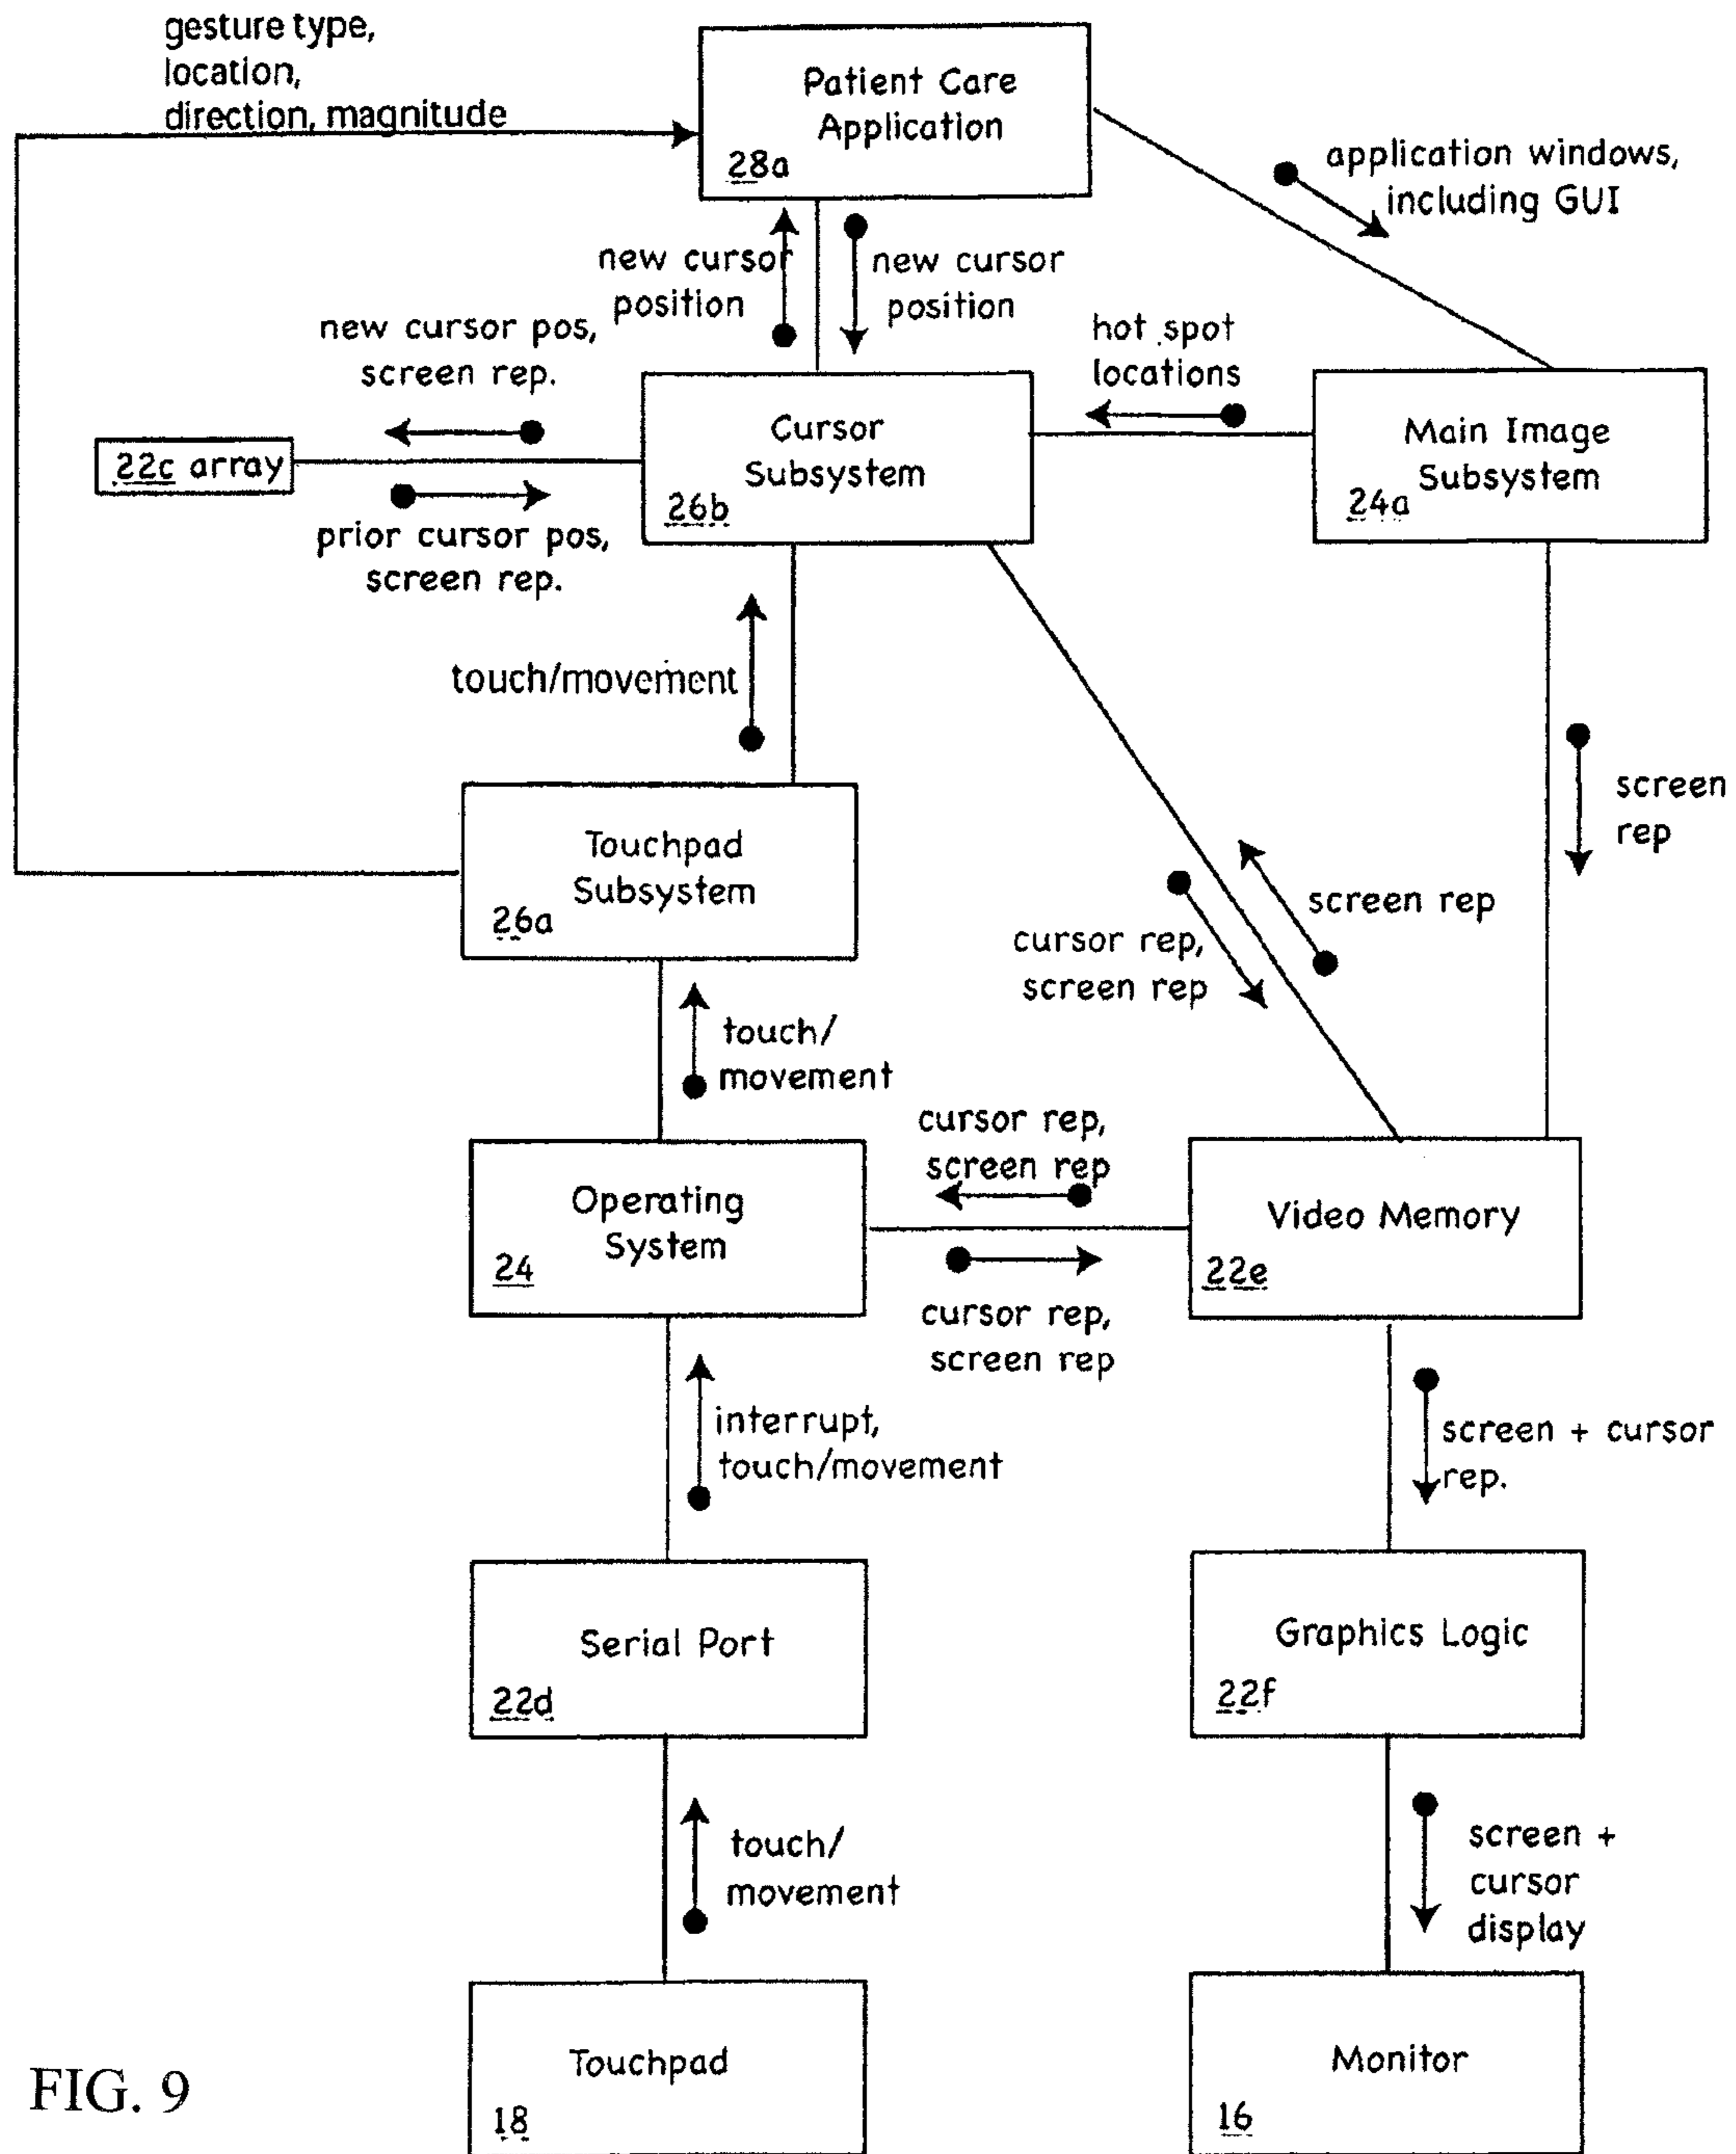 gesture type,
location,
direction, magnitude
Patient Care
Application
28a
application windows,
including GUI
new cursor
position
new cursor
position
new cursor pos,
screen rep.
hot spot
locations
22c array
Cursor
Subsystem
26b
Main Image
Subsystem
24a
prior cursor pos,
screen rep.
touch/movement
screen
rep
Touchpad
Subsystem
26a
screen rep
cursor rep,
screen rep
touch/
movement
cursor rep,
screen rep
Operating
System
24
Video Memory
22e
cursor rep,
screen rep
interrupt,
touch/movement
screen + cursor
rep.
Serial Port
22d
Graphics Logic
22f
touch/
movement
screen +
cursor
display
Touchpad
18
Monitor
16
FIG. 9